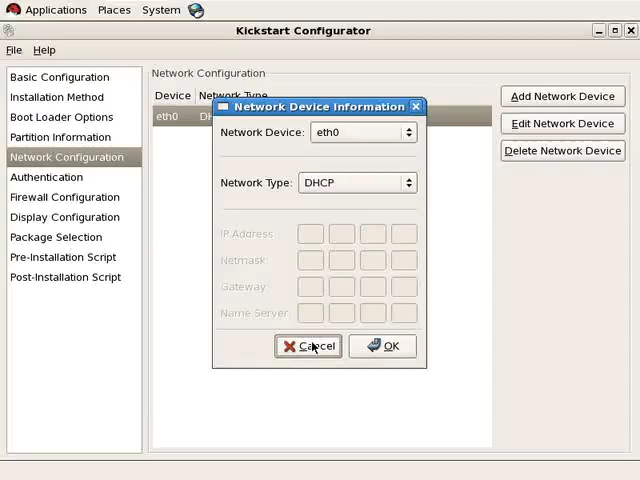 Applications Places System
Kickstart Configurator
File Help
Basic Configuration
Installation Method
Boot Loader Options
Partition Information
Network Configuration
Authentication
Firewall Configuration
Display Configuration
Package Selection
Pre-Installation Script
Post-Installation Script
Network Configuration
Device Network Type
eth0
Add Network Device
Edit Network Device
Delete Network Device
Network Device Information
Network Device: eth0
Network Type: DHCP
IP Address:
Netmask:
Gateway:
Name Server:
Cancel OK